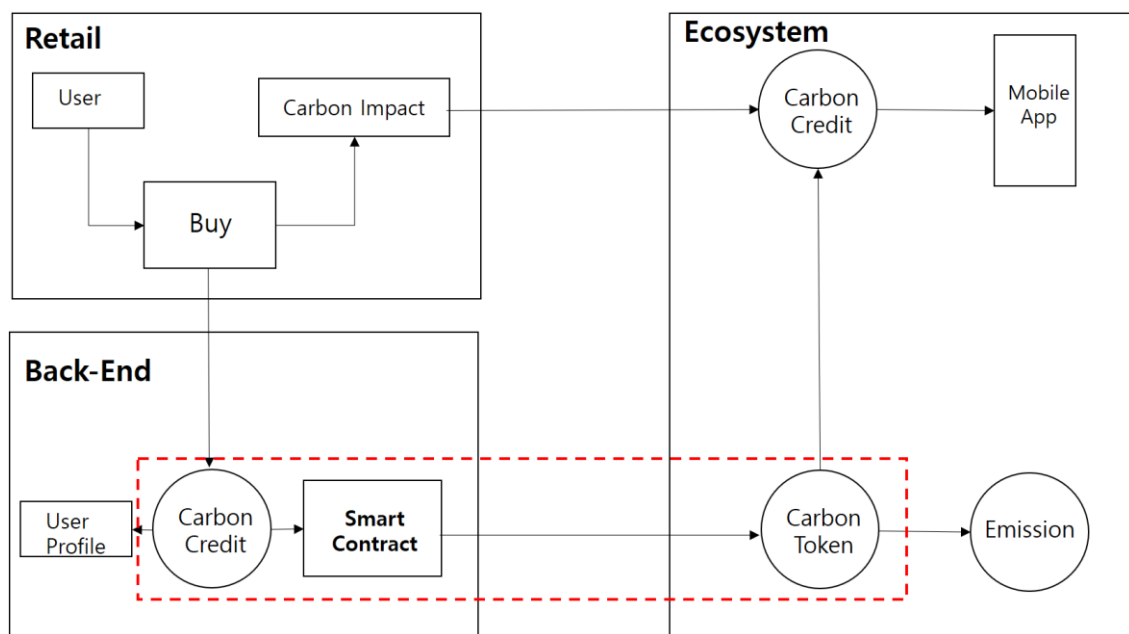 Retail
User
Carbon Impact
Buy
Ecosystem
Carbon
Credit
Mobile
App
Back-End
User
Profile
Carbon
Credit
Smart
Contract
Carbon
Token
Emission